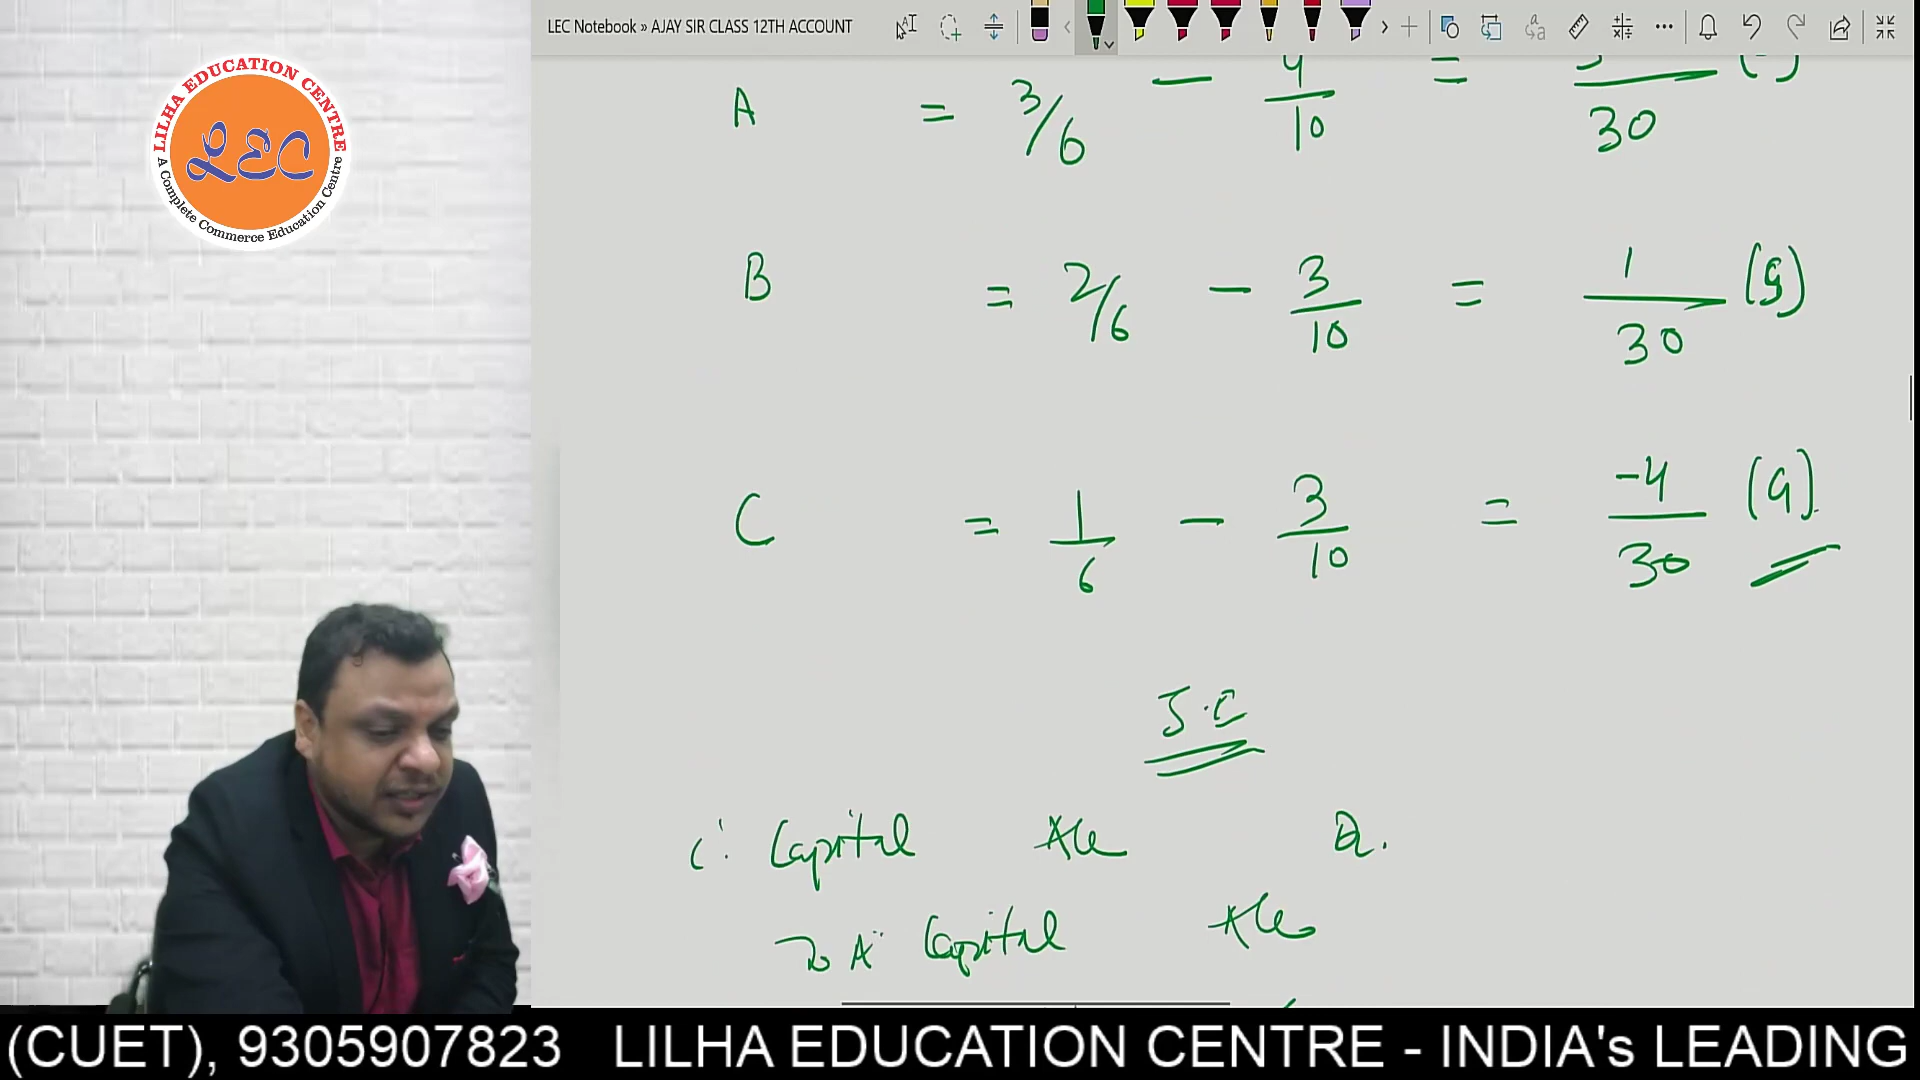 LEC Notebook » AJAY SIR CLASS 12TH ACCOUNT
LILHA EDUCATION CENTRE
LEC
A Complete Commerce Education Centre
A = 3/6 - 4/10 = 3/30
B = 2/6 - 3/10 = 1/30 (S)
C = 1/6 - 3/10 = -4/30 (G)
J.E
C' Capital A/c Dr.
To A' Capital A/c
(CUET), 9305907823 LILHA EDUCATION CENTRE - INDIA's LEADING